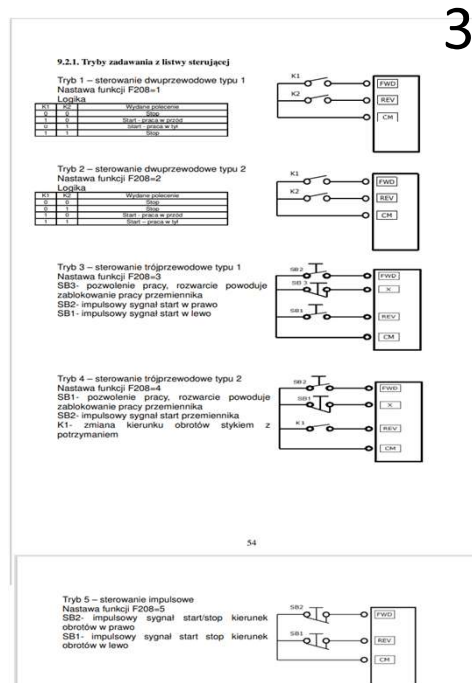 3
9.2.1. Tryby zadawania z listwy sterującej
Tryb 1 – sterowanie dwuprzewodowe typu 1
Nastawa funkcji F208=1
Logika
K1 K2 Wydane polecenie
0 0 Stop
1 0 Start - praca w przód
0 1 Start - praca w tył
1 1 Stop
K1 FWD
K2 REV
CM
Tryb 2 – sterowanie dwuprzewodowe typu 2
Nastawa funkcji F208=2
Logika
K1 K2 Wydane polecenie
0 0 Stop
0 1 Stop
1 0 Start - praca w przód
1 1 Start – praca w tył
K1 FWD
K2 REV
CM
Tryb 3 – sterowanie trójprzewodowe typu 1
Nastawa funkcji F208=3
SB3- pozwolenie pracy, rozwarcie powoduje
zablokowanie pracy przemiennika
SB2- impulsowy sygnał start w prawo
SB1- impulsowy sygnał start w lewo
SB2 FWD
SB 3 X
SB1 REV
CM
Tryb 4 – sterowanie trójprzewodowe typu 2
Nastawa funkcji F208=4
SB1- pozwolenie pracy, rozwarcie powoduje
zablokowanie pracy przemiennika
SB2- impulsowy sygnał start przemiennika
K1- zmiana kierunku obrotów stykiem z
potrzymaniem
SB2 FWD
SB1 X
K1 REV
CM
54
Tryb 5 – sterowanie impulsowe
Nastawa funkcji F208=5
SB2- impulsowy sygnał start/stop kierunek
obrotów w prawo
SB1- impulsowy sygnał start stop kierunek
obrotów w lewo
SB2 FWD
SB1 REV
CM